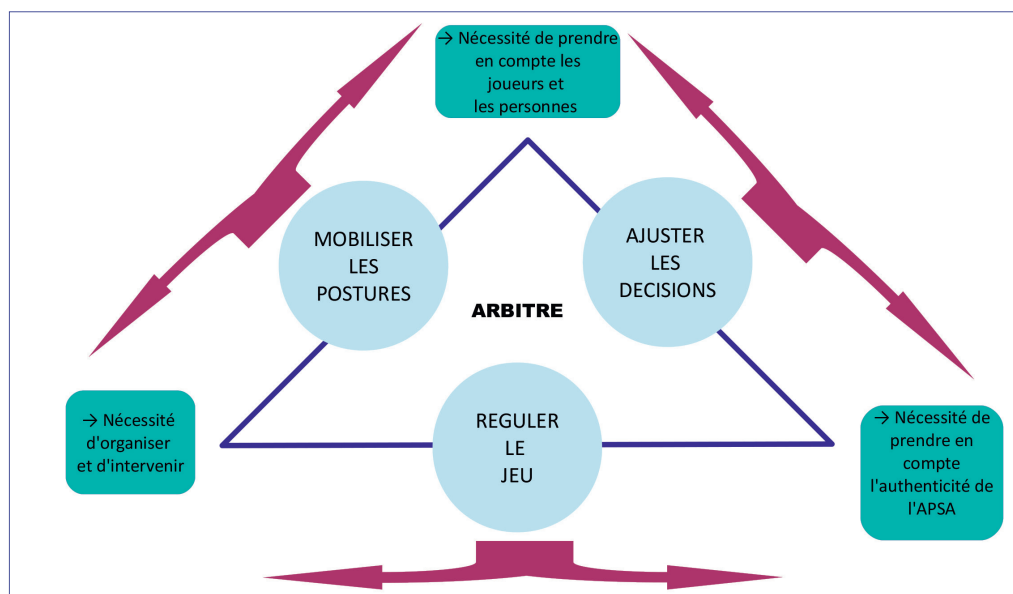 → Nécessité de prendre
en compte les
joueurs et
les personnes
MOBILISER
LES
POSTURES
AJUSTER
LES
DECISIONS
ARBITRE
→ Nécessité
d'organiser
et d'intervenir
REGULER
LE
JEU
→ Nécessité de
prendre en
compte
l'authenticité de
l'APSA